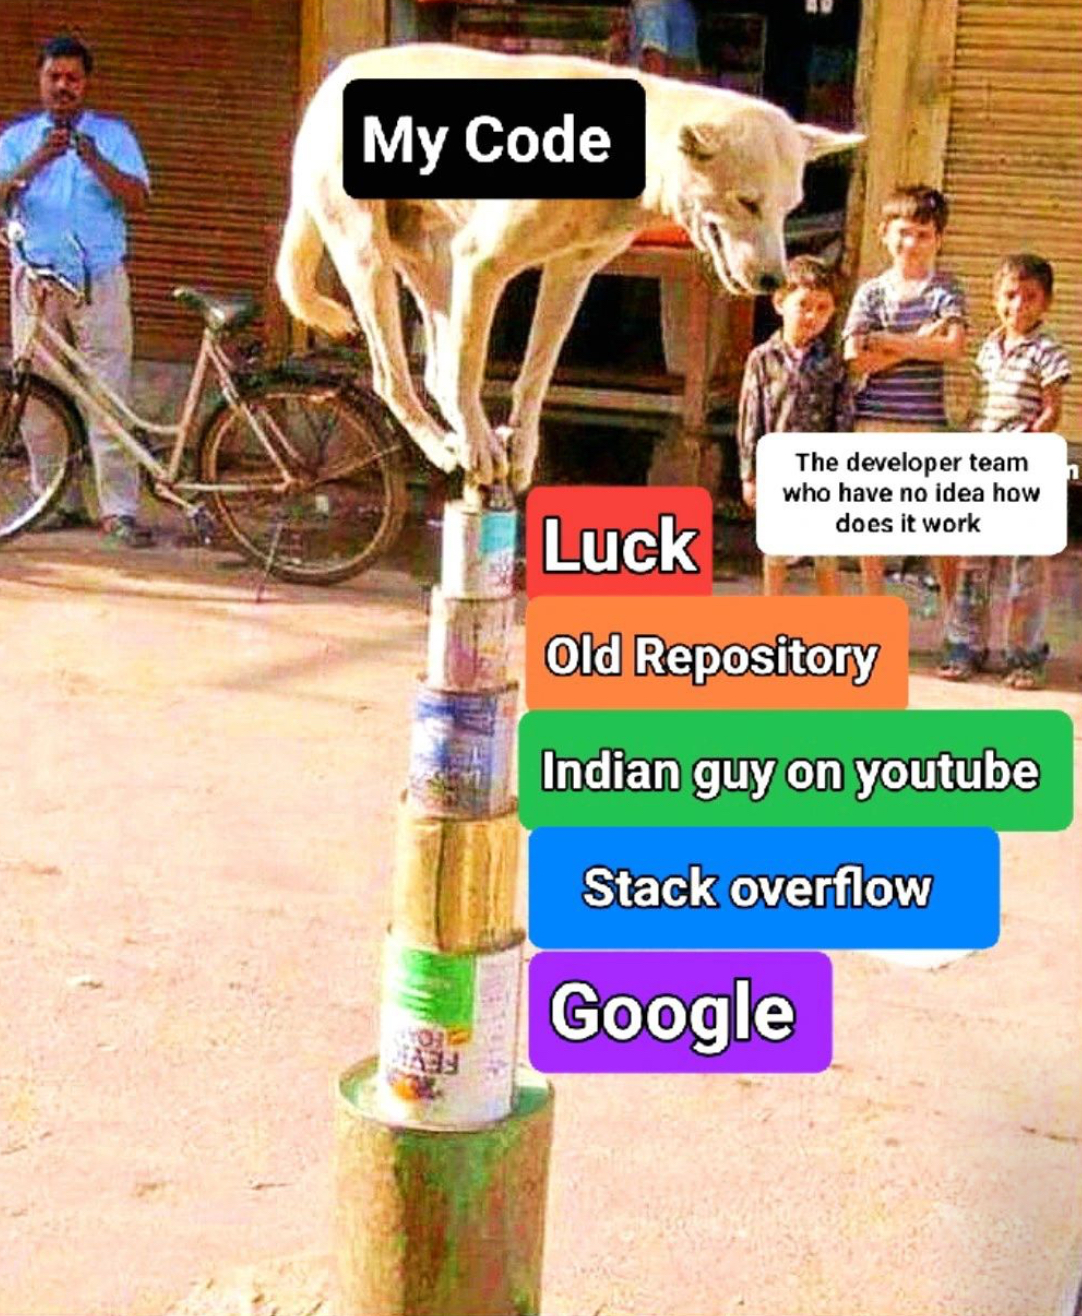 My Code
The developer team
who have no idea how
does it work
Luck
Old Repository
Indian guy on youtube
Stack overflow
Google